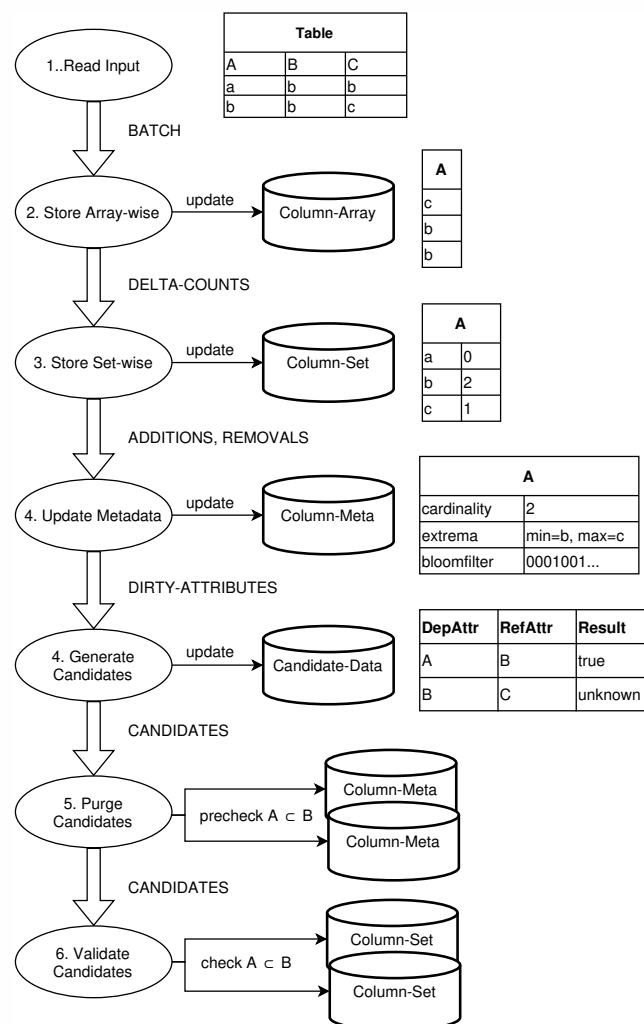 Table
1..Read Input
A B C
a b b
b b c
BATCH
A
2. Store Array-wise
update
Column-Array
c
b
b
DELTA-COUNTS
A
3. Store Set-wise
update
Column-Set
a 0
b 2
c 1
ADDITIONS, REMOVALS
A
4. Update Metadata
update
Column-Meta
cardinality 2
extrema min=b, max=c
bloomfilter 0001001...
DIRTY-ATTRIBUTES
DepAttr RefAttr Result
4. Generate
Candidates
update
Candidate-Data
A B true
B C unknown
CANDIDATES
5. Purge
Candidates
precheck A ⊂ B
Column-Meta
Column-Meta
CANDIDATES
6. Validate
Candidates
check A ⊂ B
Column-Set
Column-Set